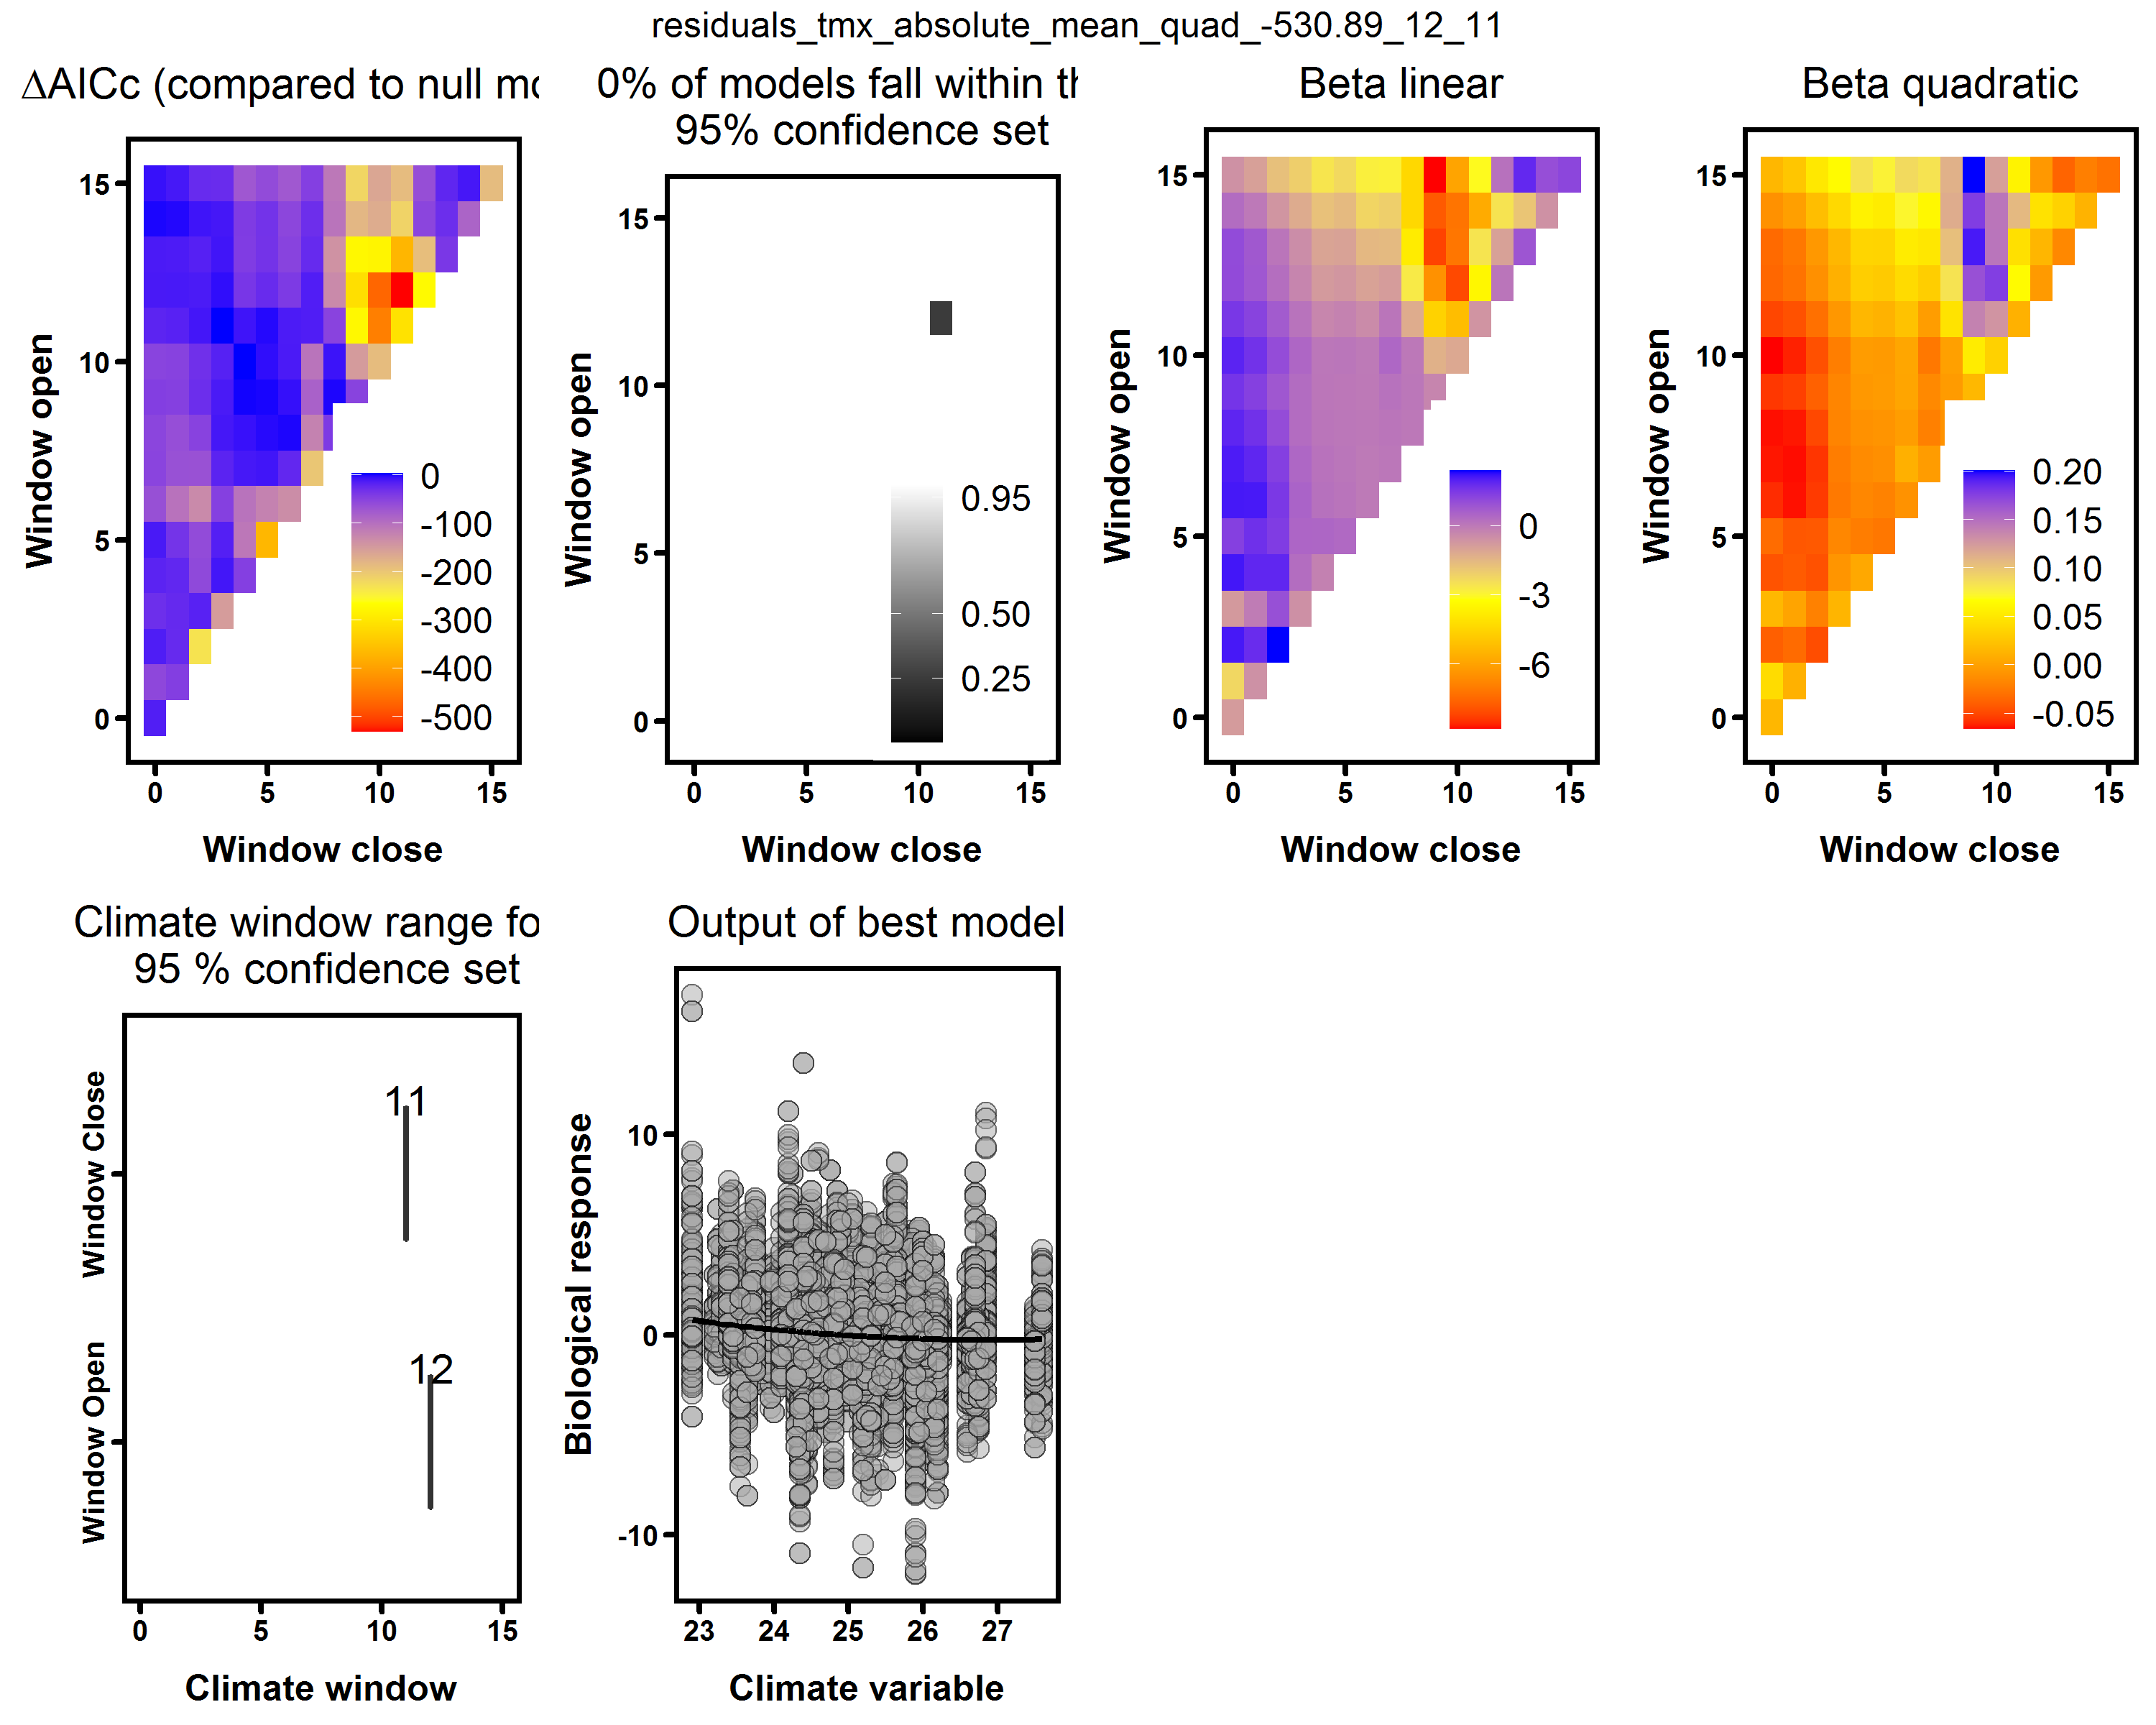 residuals_tmx_absolute_mean_quad_-530.89_12_11
ΔAICc (compared to null mo
Window open
15
10
5
0
0
-100
-200
-300
-400
-500
0 5 10 15
Window close
0% of models fall within th
95% confidence set
Window open
15
10
5
0
0.95
0.50
0.25
0 5 10 15
Window close
Beta linear
Window open
15
10
5
0
0
-3
-6
0 5 10 15
Window close
Beta quadratic
Window open
15
10
5
0
0.20
0.15
0.10
0.05
0.00
-0.05
0 5 10 15
Window close
Climate window range fo
95 % confidence set
Window Close
Window Open
11
12
0 5 10 15
Climate window
Output of best model
Biological response
10
0
-10
23 24 25 26 27
Climate variable